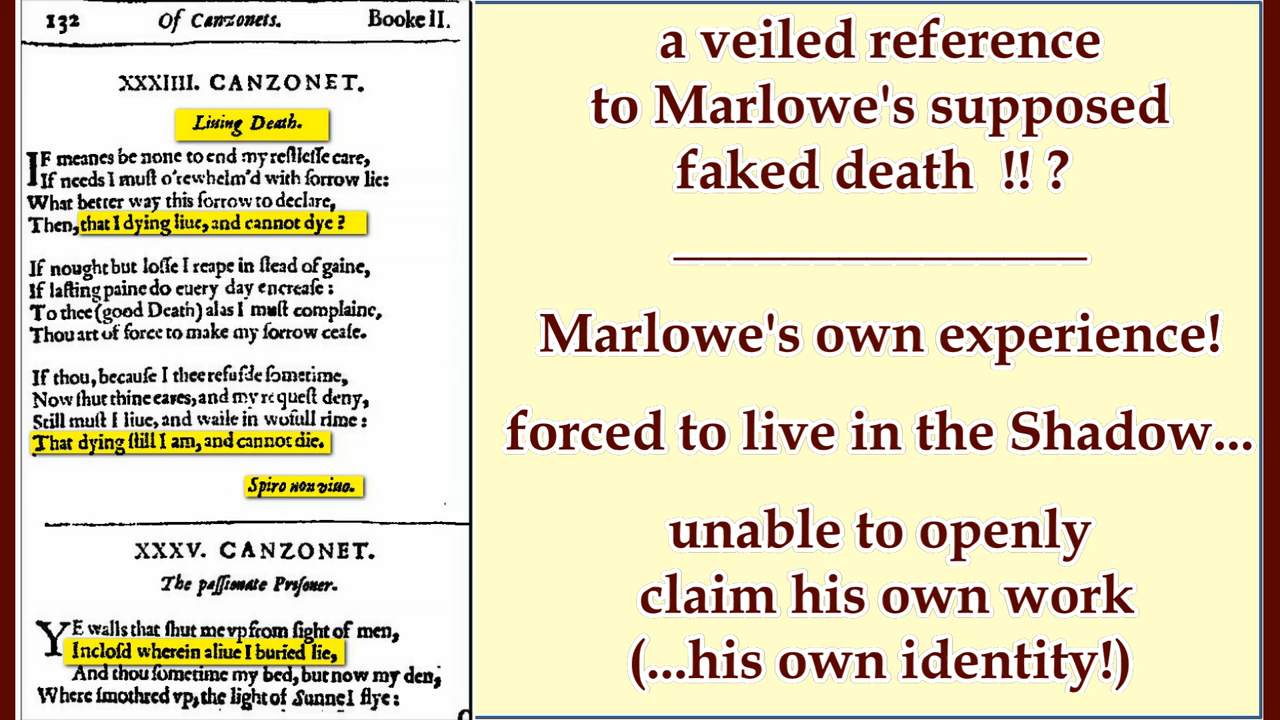 132 Of Canzonets. Booke II.
XXXIIII. CANZONET.
Liuing Death.
IF meanes be none to end my restlesse care,
If needs I must o'rewhelm'd with sorrow lie:
What better way this sorrow to declare,
Then, that I dying liue, and cannot dye ?
If nought but losse I reape in stead of gaine,
If lasting paine do euery day encrease :
To thee (good Death) alas I must complaine,
Thou art of force to make my sorrow cease.
If thou, because I thee refusde sometime,
Now shut thine eares, and my request deny,
Still must I liue, and waile in wofull rime :
That dying still I am, and cannot die.
Spiro non viuo.
XXXV. CANZONET.
The passionate Prisoner.
YE walls that shut me vp from sight of men,
Inclosd wherein aliue I buried lie,
And thou sometime my bed, but now my den,
Where smothred vp, the light of Sunne I flye :
a veiled reference
to Marlowe's supposed
faked death !! ?
Marlowe's own experience!
forced to live in the Shadow...
unable to openly
claim his own work
(...his own identity!)